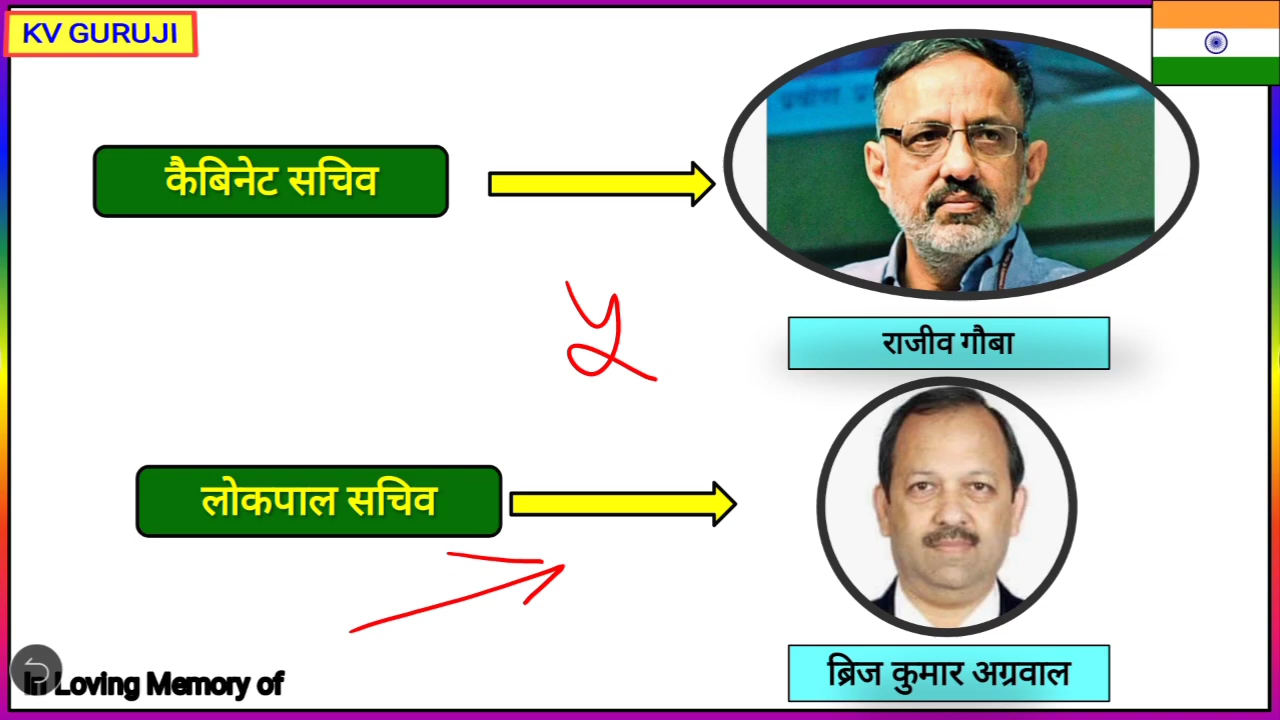 KV GURUJI
कैबिनेट सचिव
राजीव गौबा
लोकपाल सचिव
ब्रिज कुमार अग्रवाल
In Loving Memory of